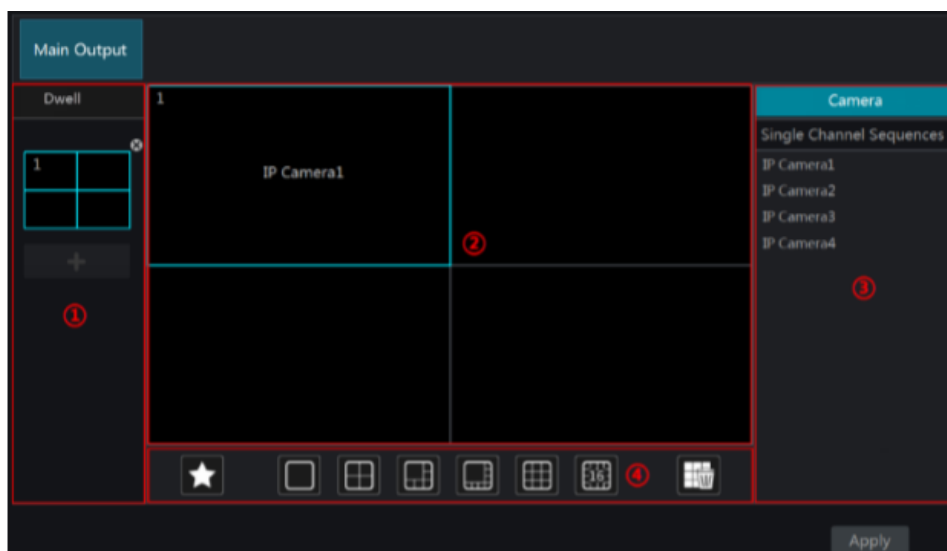 Main Output
Dwell
1
1
IP Camera1
②
①
Camera
Single Channel Sequences
IP Camera1
IP Camera2
IP Camera3
IP Camera4
③
16
④
Apply